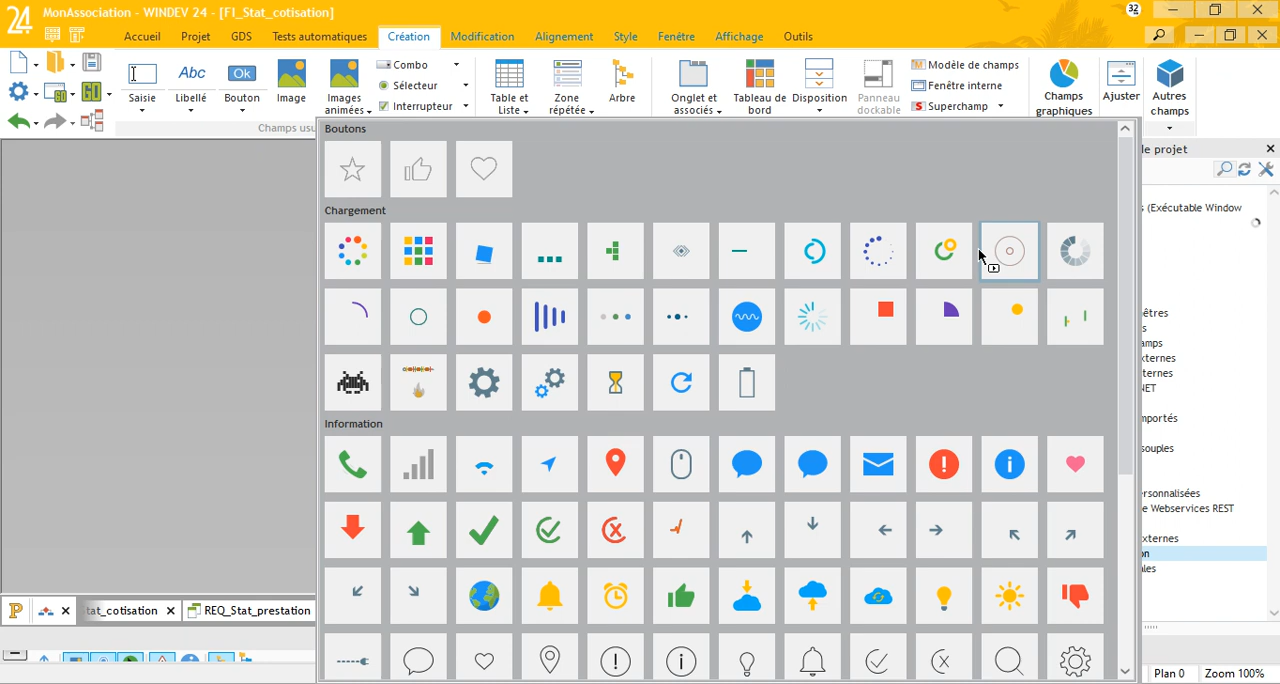 24 MonAssociation - WINDEV 24 - [FI_Stat_cotisation]
32
Accueil Projet GDS Tests automatiques Création Modification Alignement Style Fenêtre Affichage Outils
Saisie
Abc Libellé
Ok Bouton
Image
Images animées
Combo
Sélecteur
Interrupteur
Table et Liste
Zone répétée
Arbre
Onglet et associés
Tableau de bord
Disposition
Panneau dockable
Modèle de champs
Fenêtre interne
Superchamp
Champs graphiques
Ajuster
Autres champs
GO
Champs usu
Boutons
Chargement
Information
le projet
s (Exécutable Window
êtres
s
amps
xternes
ternes
NET
mportés
ouples
ersonnalisées
e Webservices REST
xternes
on
ales
tat_cotisation
REQ_Stat_prestation
Plan 0 Zoom 100%